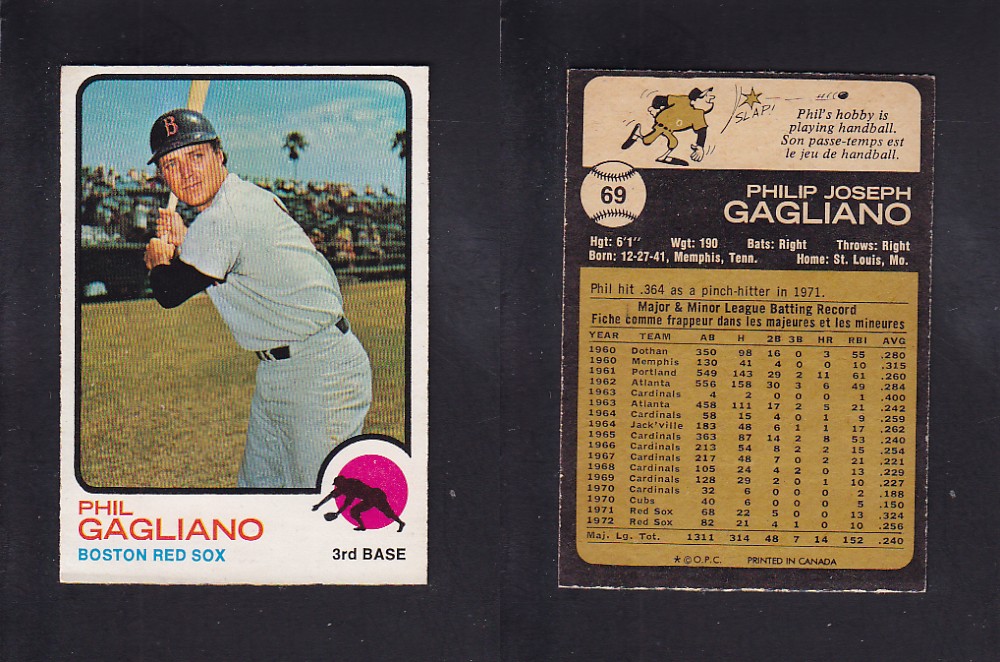 B
PHIL
GAGLIANO
BOSTON RED SOX
3rd BASE
SLAP!
Phil's hobby is
playing handball.
Son passe-temps est
le jeu de handball.
69
PHILIP JOSEPH
GAGLIANO
Hgt: 6'1" Wgt: 190 Bats: Right Throws: Right
Born: 12-27-41, Memphis, Tenn. Home: St. Louis, Mo.
Phil hit .364 as a pinch-hitter in 1971.
Major & Minor League Batting Record
Fiche comme frappeur dans les majeures et les mineures
YEAR TEAM AB H 2B 3B HR RBI AVG
1960 Dothan 350 98 16 0 3 55 .280
1960 Memphis 130 41 4 0 0 10 .315
1961 Portland 549 143 29 2 11 61 .260
1962 Atlanta 556 158 30 3 6 49 .284
1963 Cardinals 4 2 0 0 0 1 .400
1963 Atlanta 458 111 17 2 5 21 .242
1964 Cardinals 58 15 4 0 1 9 .259
1964 Jack'ville 183 48 6 1 1 17 .262
1965 Cardinals 363 87 14 2 8 53 .240
1966 Cardinals 213 54 8 2 2 15 .254
1967 Cardinals 217 48 7 0 2 21 .221
1968 Cardinals 105 24 4 2 0 13 .229
1969 Cardinals 128 29 2 0 1 10 .227
1970 Cardinals 32 6 0 0 0 2 .188
1970 Cubs 40 6 0 0 0 5 .150
1971 Red Sox 68 22 5 0 0 13 .324
1972 Red Sox 82 21 4 1 0 10 .256
Maj. Lg. Tot. 1311 314 48 7 14 152 .240
* © O.P.C. PRINTED IN CANADA